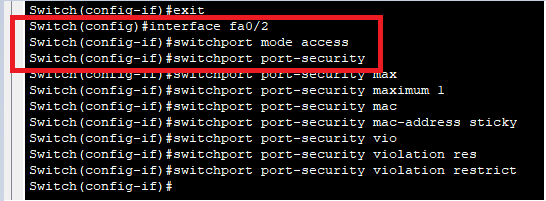 Switch(config-if)#exit
Switch(config)#interface fa0/2
Switch(config-if)#switchport mode access
Switch(config-if)#switchport port-security
Switch(config-if)#switchport port-security max
Switch(config-if)#switchport port-security maximum 1
Switch(config-if)#switchport port-security mac
Switch(config-if)#switchport port-security mac-address sticky
Switch(config-if)#switchport port-security vio
Switch(config-if)#switchport port-security violation res
Switch(config-if)#switchport port-security violation restrict
Switch(config-if)#